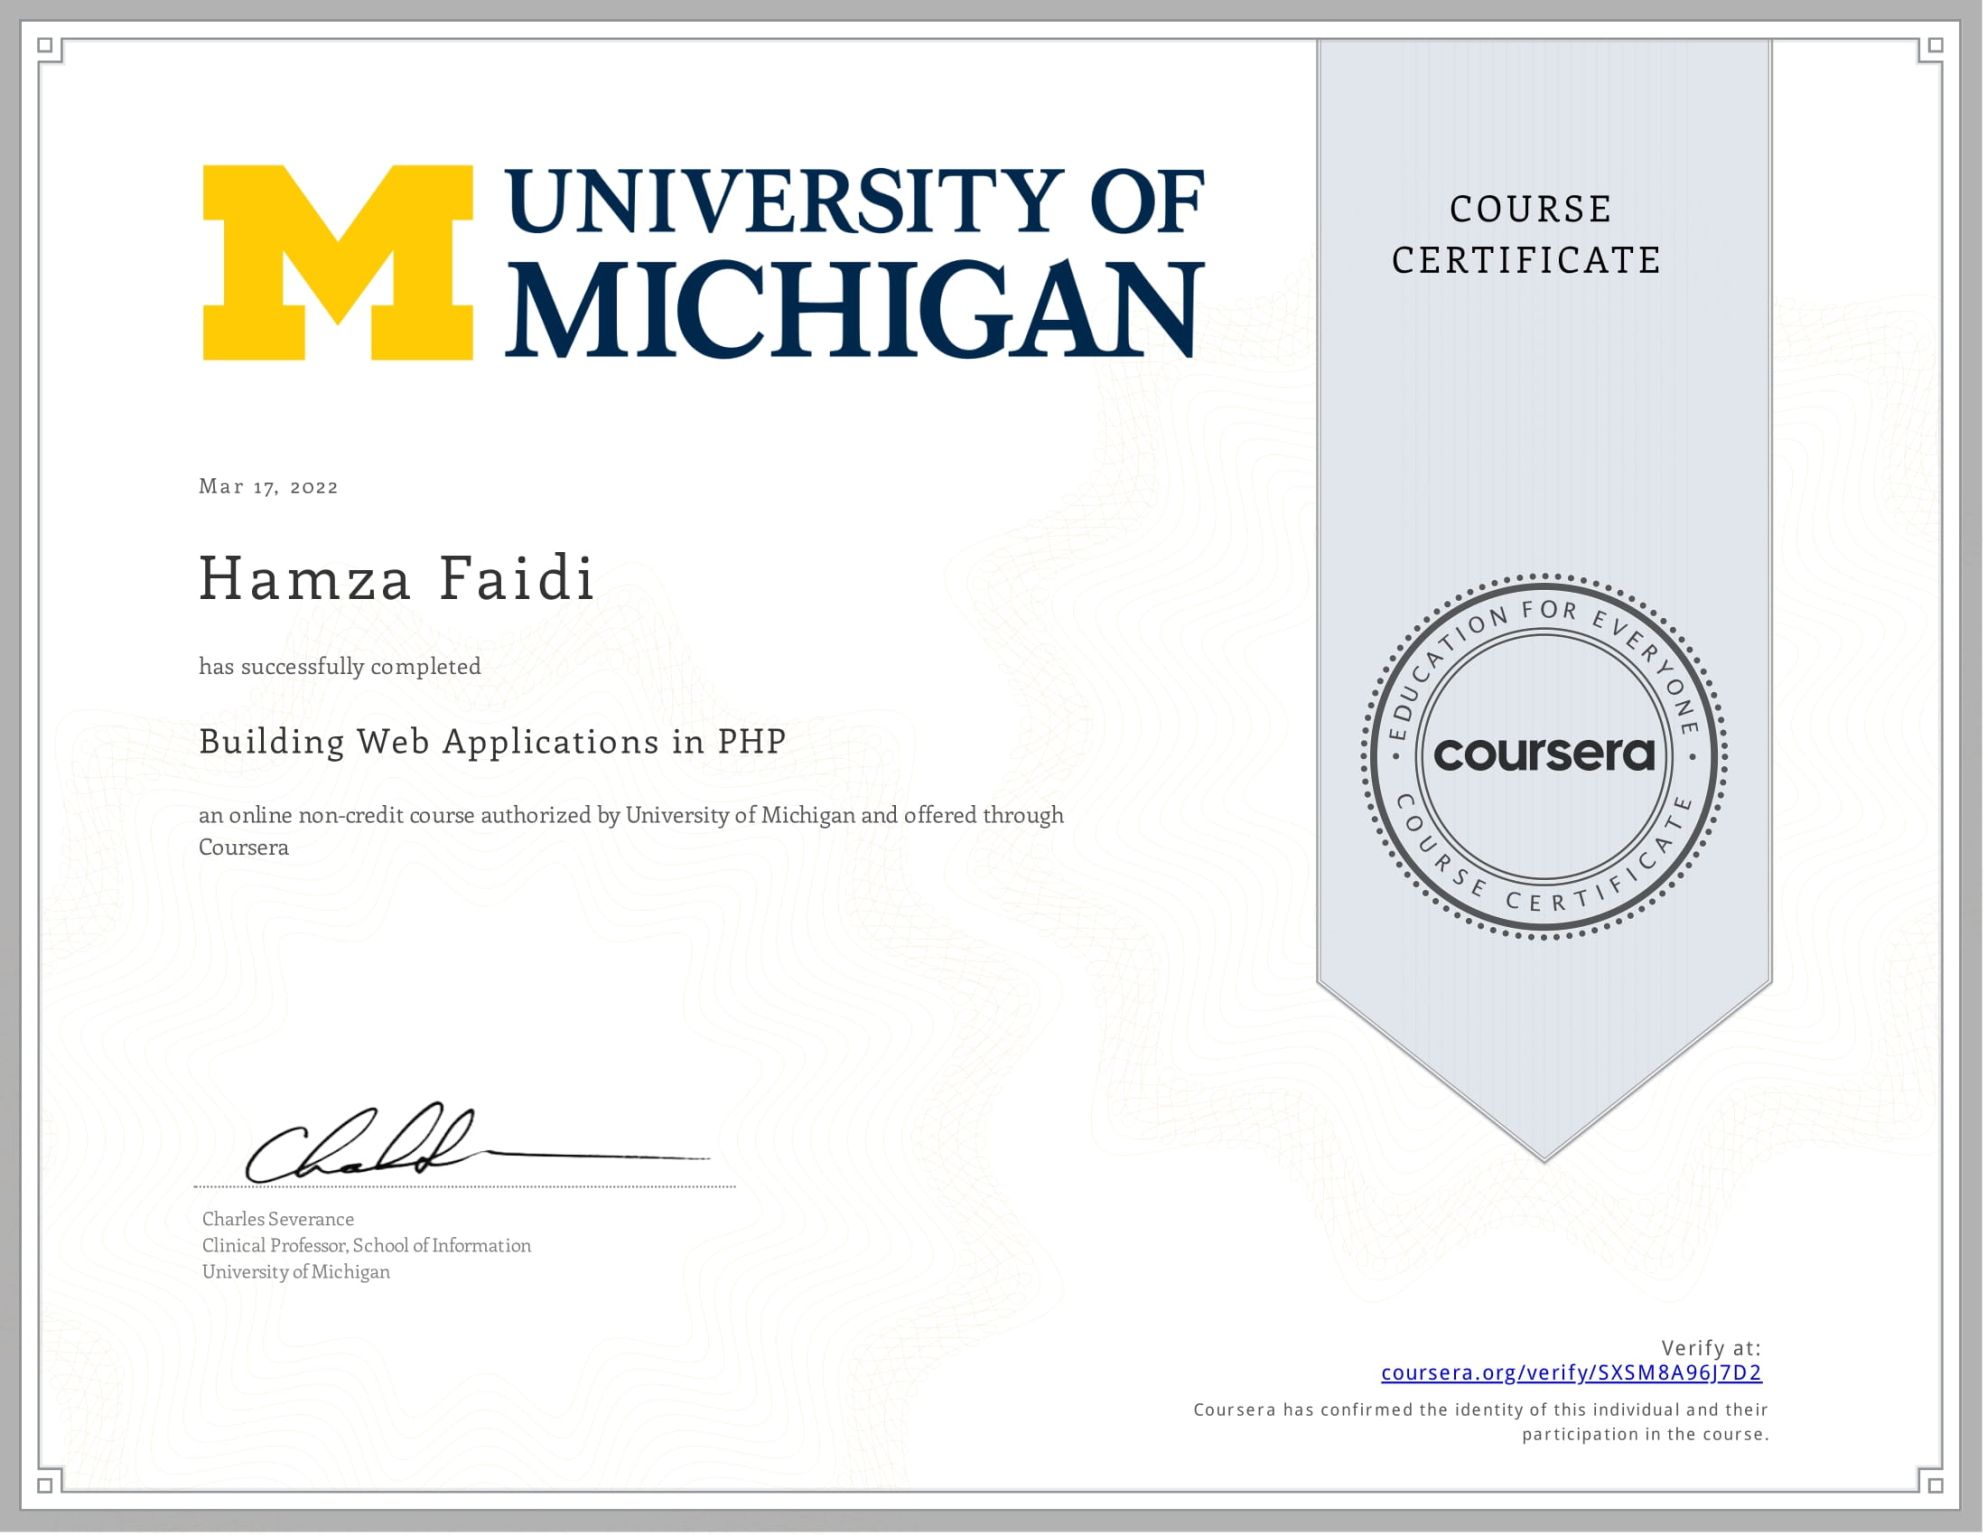 UNIVERSITY OF
MICHIGAN
COURSE
CERTIFICATE
Mar 17, 2022
Hamza Faidi
has successfully completed
Building Web Applications in PHP
an online non-credit course authorized by University of Michigan and offered through
Coursera
EDUCATION FOR EVERYONE
coursera
COURSE CERTIFICATE
Charles Severance
Clinical Professor, School of Information
University of Michigan
Verify at:
coursera.org/verify/SXSM8A96J7D2
Coursera has confirmed the identity of this individual and their
participation in the course.